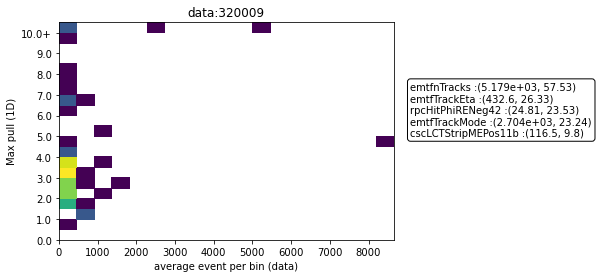 data:320009
10.0+
9.0
8.0
7.0
6.0
5.0
4.0
3.0
2.0
1.0
0.0
Max pull (1D)
0
1000
2000
3000
4000
5000
6000
7000
8000
average event per bin (data)
emtfnTracks :(5.179e+03, 57.53)
emtfTrackEta :(432.6, 26.33)
rpcHitPhiRENeg42 :(24.81, 23.53)
emtfTrackMode :(2.704e+03, 23.24)
cscLCTStripMEPos11b :(116.5, 9.8)